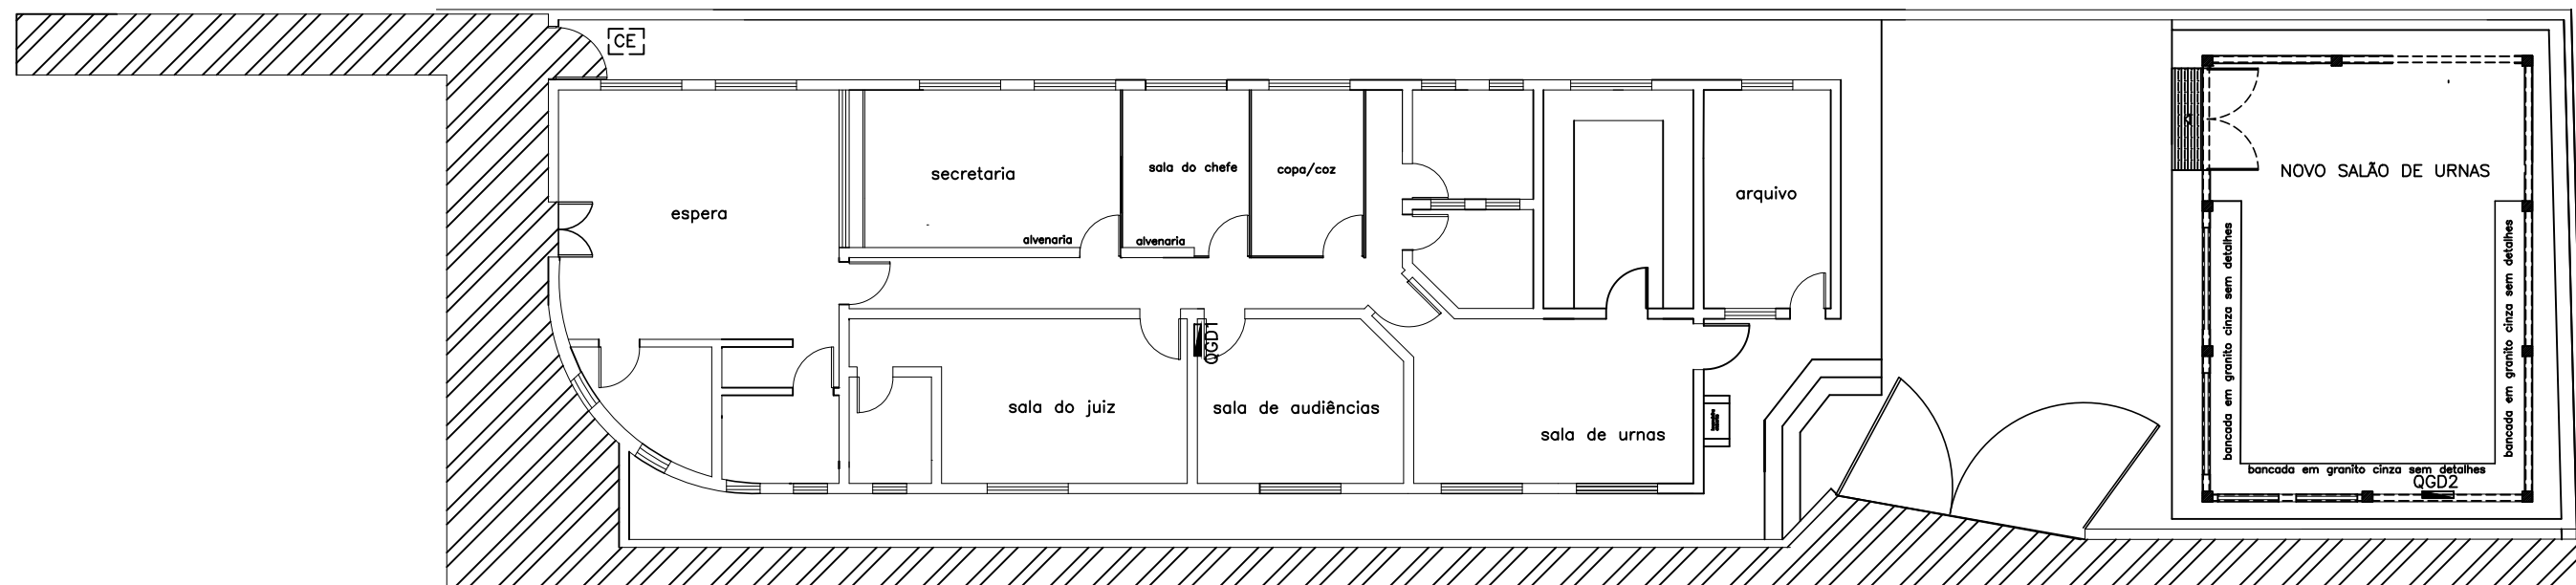 CE
NOVO SALÃO DE URNAS
secretaria
sala do chefe
copa/coz
arquivo
espera
alvenaria
alvenaria
QGD1
sala do juiz
sala de audiências
sala de urnas
bancada em granito cinza sem detalhes
bancada em granito cinza sem detalhes
bancada em granito cinza sem detalhes
QGD2